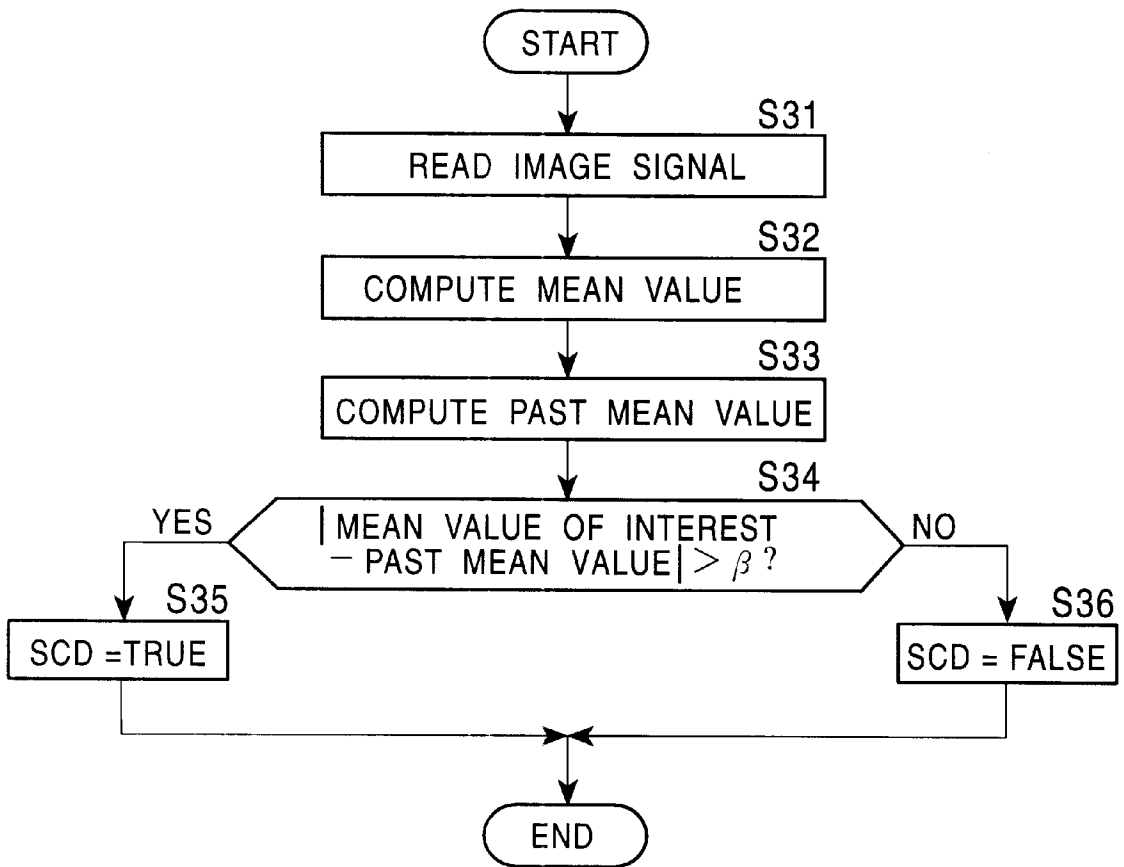 START
S31
READ IMAGE SIGNAL
S32
COMPUTE MEAN VALUE
S33
COMPUTE PAST MEAN VALUE
S34
YES
|MEAN VALUE OF INTEREST
− PAST MEAN VALUE| > β?
NO
S35
SCD =TRUE
S36
SCD = FALSE
END